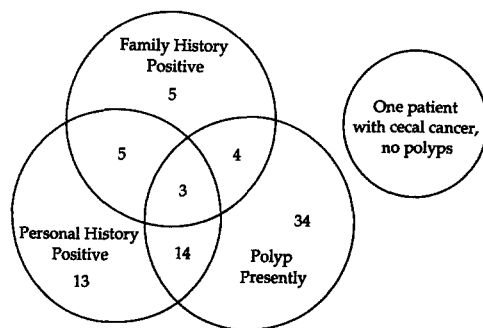 Family History
Positive
5
One patient
with cecal cancer,
no polyps
5
4
3
34
Personal History
Positive
13
14
Polyp
Presently